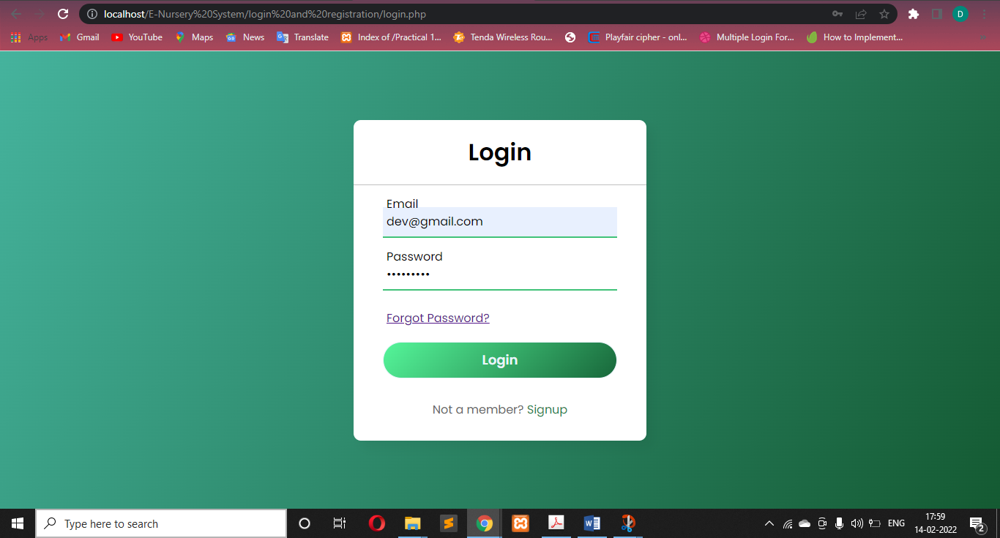 localhost/E-Nursery%20System/login%20and%20registration/login.php
D
Apps Gmail YouTube Maps News Translate Index of /Practical 1... Tenda Wireless Rou... Playfair cipher - onl... Multiple Login For... How to Implement...
Login
Email
dev@gmail.com
Password
•••••••••
Forgot Password?
Login
Not a member? Signup
Type here to search
ENG
17:59
14-02-2022
2